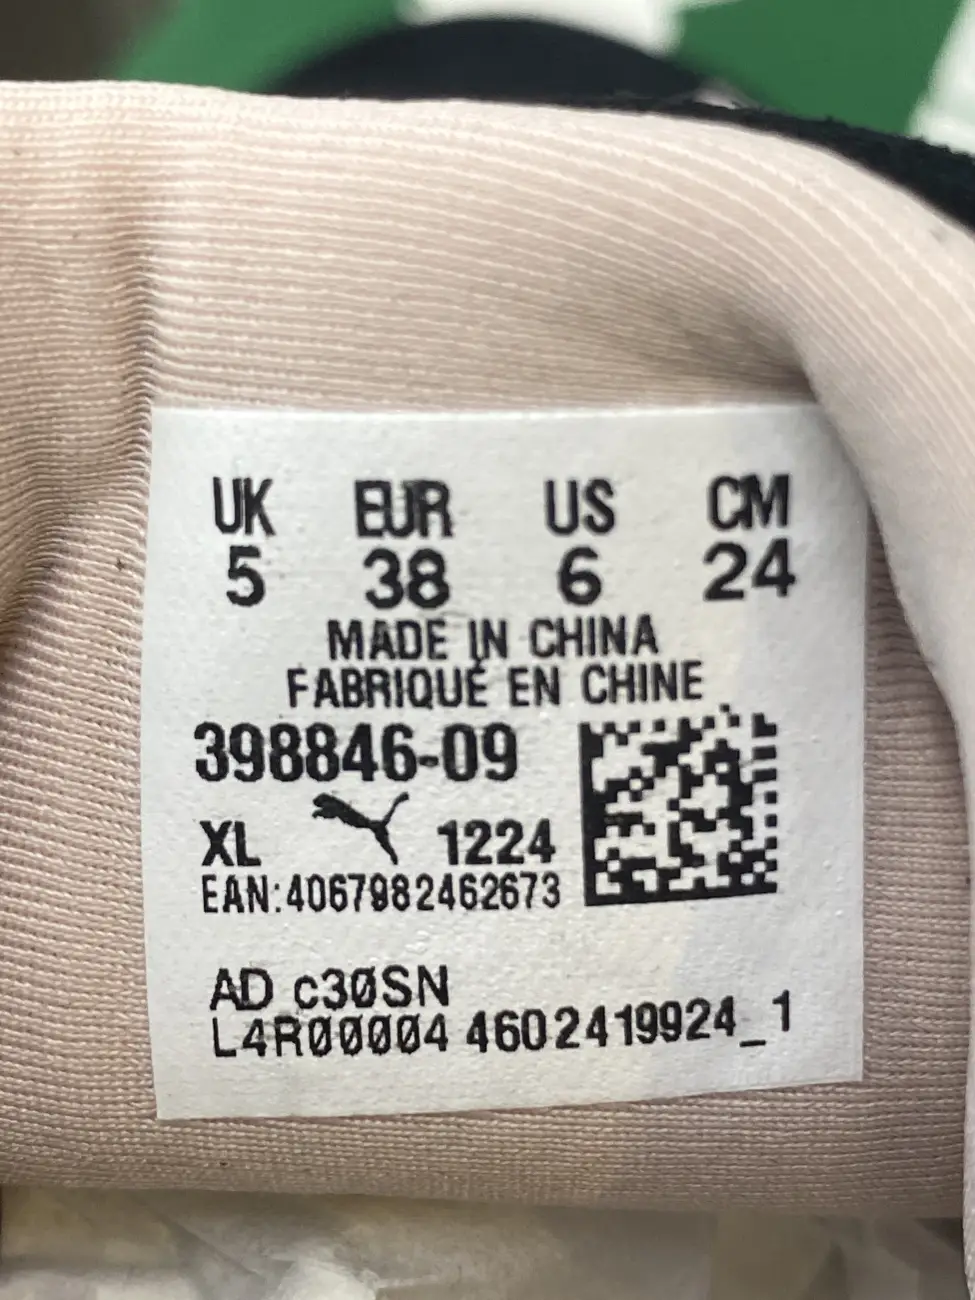 UK EUR US CM
5 38 6 24
MADE IN CHINA
FABRIQUÉ EN CHINE
398846-09
XL 1224
EAN:4067982462673
AD c30SN
L4R00004 4602419924_1